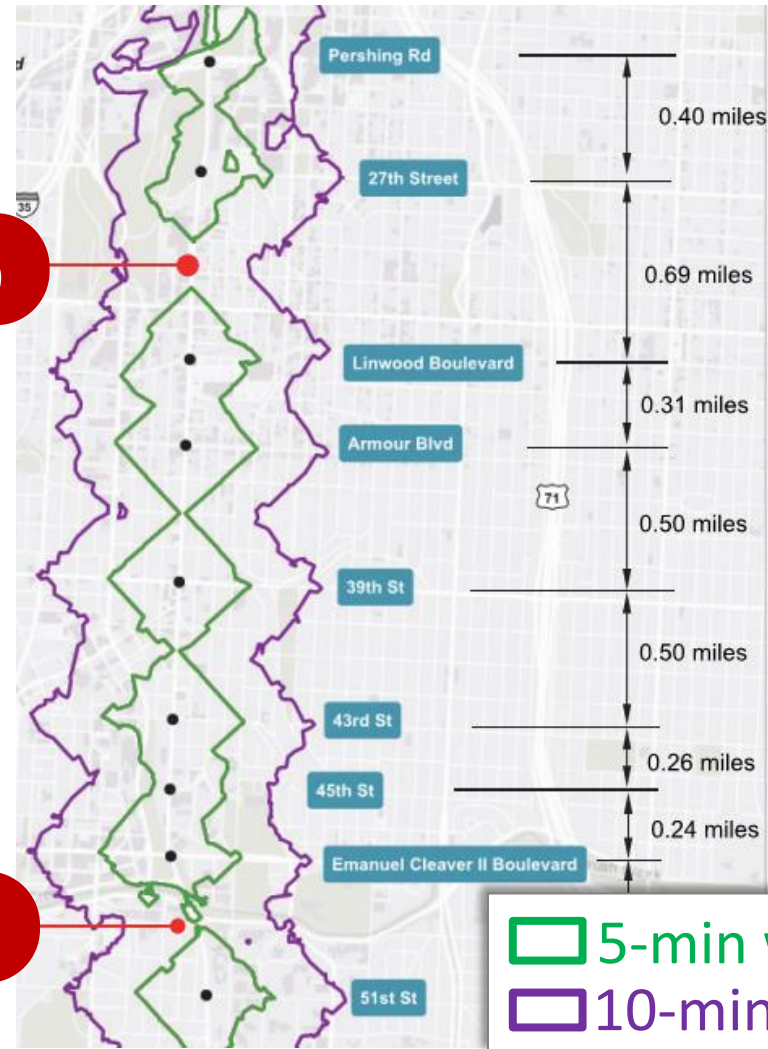 Pershing Rd
0.40 miles
27th Street
35
0.69 miles
Linwood Boulevard
0.31 miles
Armour Blvd
71
0.50 miles
39th St
0.50 miles
43rd St
0.26 miles
45th St
0.24 miles
Emanuel Cleaver II Boulevard
5-min
51st St
10-min